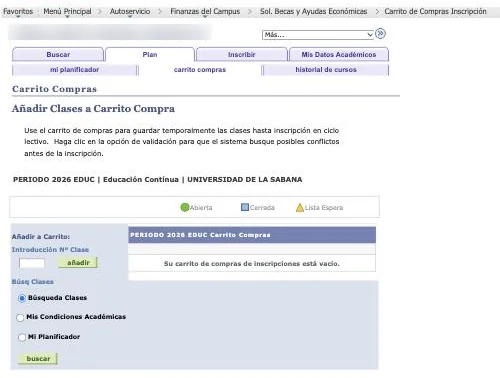 Favoritos Menú Principal > Autoservicio > Finanzas del Campus > Sol. Becas y Ayudas Económicas > Carrito de Compras Inscripción
Más...
Buscar Plan Inscribir Mis Datos Académicos
mi planificador carrito compras historial de cursos
Carrito Compras
Añadir Clases a Carrito Compra
Use el carrito de compras para guardar temporalmente las clases hasta inscripción en ciclo
lectivo. Haga clic en la opción de validación para que el sistema busque posibles conflictos
antes de la inscripción.
PERIODO 2026 EDUC | Educación Contínua | UNIVERSIDAD DE LA SABANA
Abierta Cerrada Lista Espera
Añadir a Carrito:
PERIODO 2026 EDUC Carrito Compras
Introducción Nº Clase
añadir
Su carrito de compras de inscripciones está vacío.
Búsq Clases
Búsqueda Clases
Mis Condiciones Académicas
Mi Planificador
buscar